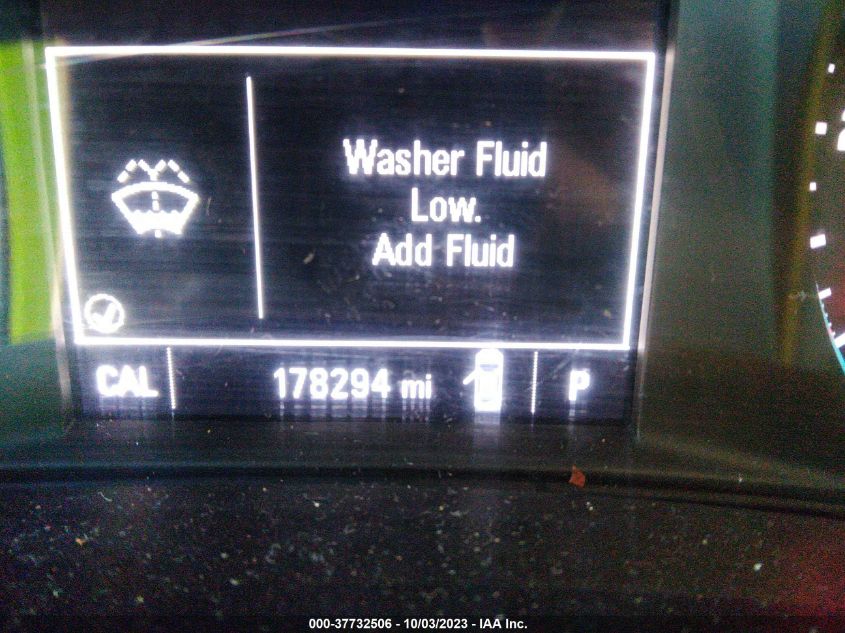 Washer Fluid
Low.
Add Fluid
CAL 178294 mi P
000-37732506 - 10/03/2023 - IAA Inc.